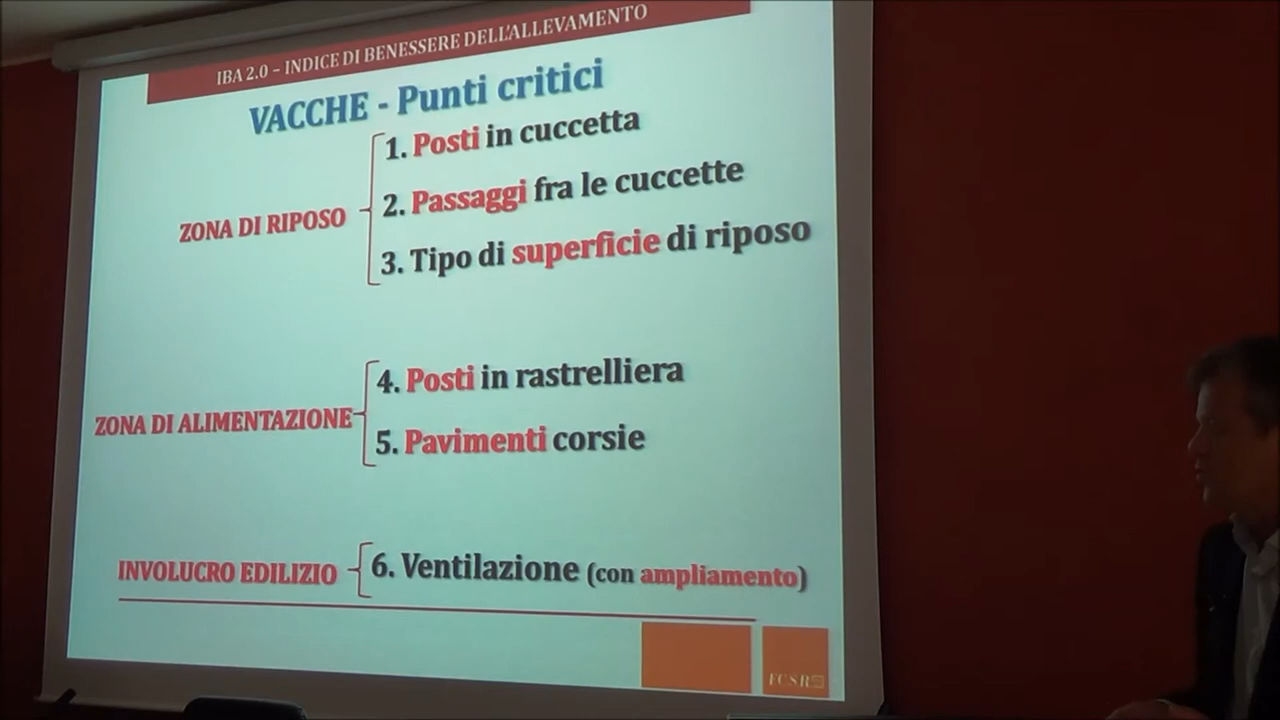 IBA 2.0 – INDICE DI BENESSERE DELL'ALLEVAMENTO
VACCHE - Punti critici
ZONA DI RIPOSO
1. Posti in cuccetta
2. Passaggi fra le cuccette
3. Tipo di superficie di riposo
ZONA DI ALIMENTAZIONE
4. Posti in rastrelliera
5. Pavimenti corsie
INVOLUCRO EDILIZIO
6. Ventilazione (con ampliamento)
FCSR